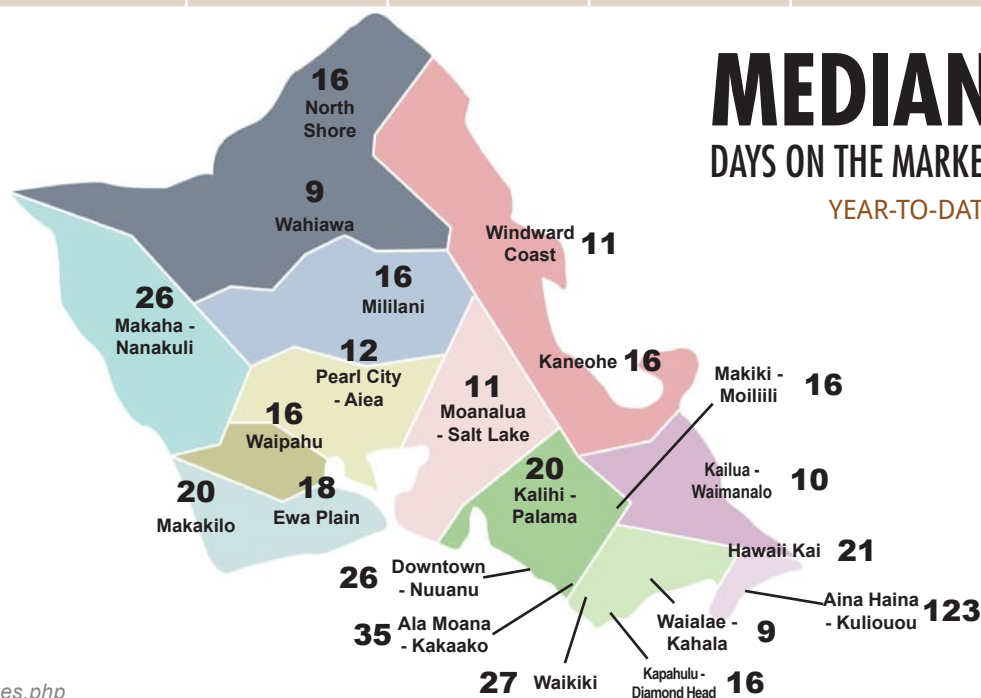 MEDIAN
DAYS ON THE MARKE
YEAR-TO-DAT
16
North
Shore
9
Wahiawa
Windward
Coast
11
16
Mililani
26
Makaha -
Nanakuli
12
Pearl City
- Aiea
Kaneohe 16
11
Moanalua
- Salt Lake
Makiki -
Moiliili
16
16
Waipahu
20
Kalihi -
Palama
Kailua -
Waimanalo
10
20
Makakilo
18
Ewa Plain
Hawaii Kai 21
26
Downtown
- Nuuanu
Aina Haina
- Kuliouou
123
35
Ala Moana
- Kakaako
Waialae -
Kahala
9
27 Waikiki
Kapahulu -
Diamond Head
16
es.php